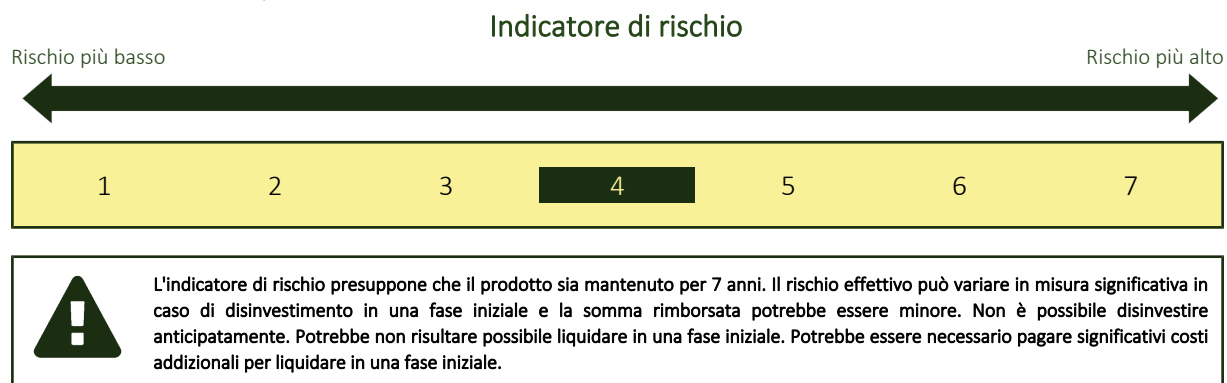 Indicatore di rischio
Rischio più basso
Rischio più alto
1 2 3 4 5 6 7
L'indicatore di rischio presuppone che il prodotto sia mantenuto per 7 anni. Il rischio effettivo può variare in misura significativa in
caso di disinvestimento in una fase iniziale e la somma rimborsata potrebbe essere minore. Non è possibile disinvestire
anticipatamente. Potrebbe non risultare possibile liquidare in una fase iniziale. Potrebbe essere necessario pagare significativi costi
addizionali per liquidare in una fase iniziale.